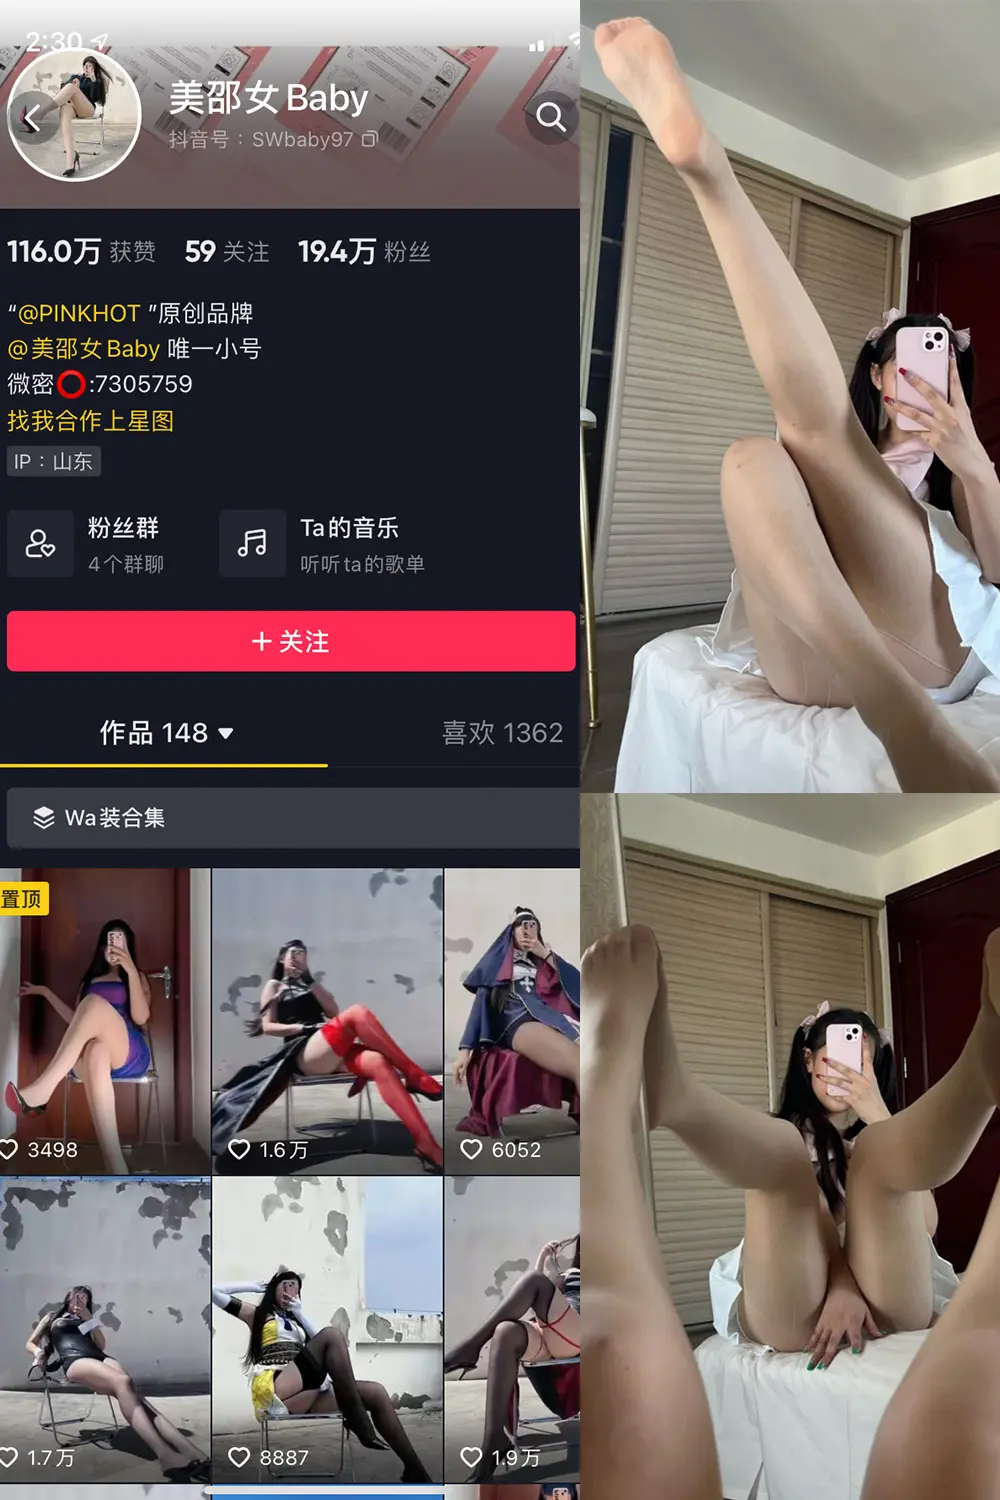 2:30
美邵女Baby
抖音号：SWbaby97
116.0万 获赞 59 关注 19.4万 粉丝
“@PINKHOT ”原创品牌
@美邵女Baby 唯一小号
微密⭕:7305759
找我合作上星图
IP：山东
粉丝群
4个群聊
Ta的音乐
听听ta的歌单
+ 关注
作品 148 ▼ 喜欢 1362
Wa装合集
置顶
3498 1.6万 6052
1.7万 8887 1.9万